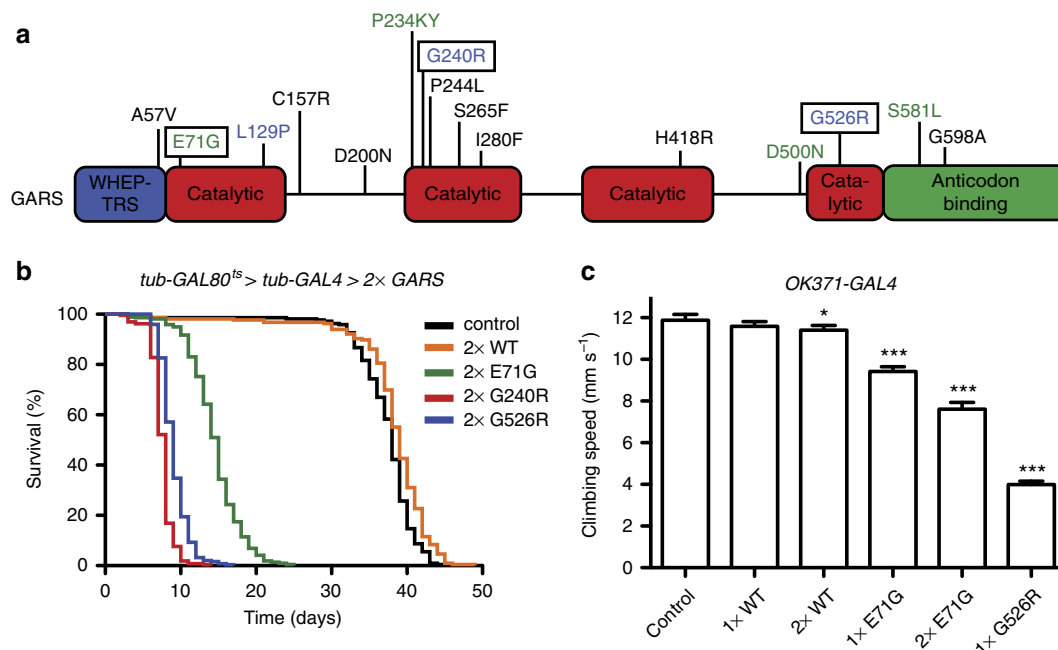 a
P234KY
G240R
P244L
A57V
C157R
S265F
G526R
S581L
E71G
L129P
I280F
H418R
G598A
D200N
D500N
GARS
WHEP-
TRS
Catalytic
Catalytic
Catalytic
Cata-
lytic
Anticodon
binding
b
tub-GAL80ts > tub-GAL4 > 2× GARS
100
80
60
40
20
0
Survival (%)
control
2× WT
2× E71G
2× G240R
2× G526R
0
10
20
30
40
50
Time (days)
c
OK371-GAL4
12
10
8
6
4
2
0
Climbing speed (mm s–1)
*
***
***
***
Control
1× WT
2× WT
1× E71G
2× E71G
1× G526R